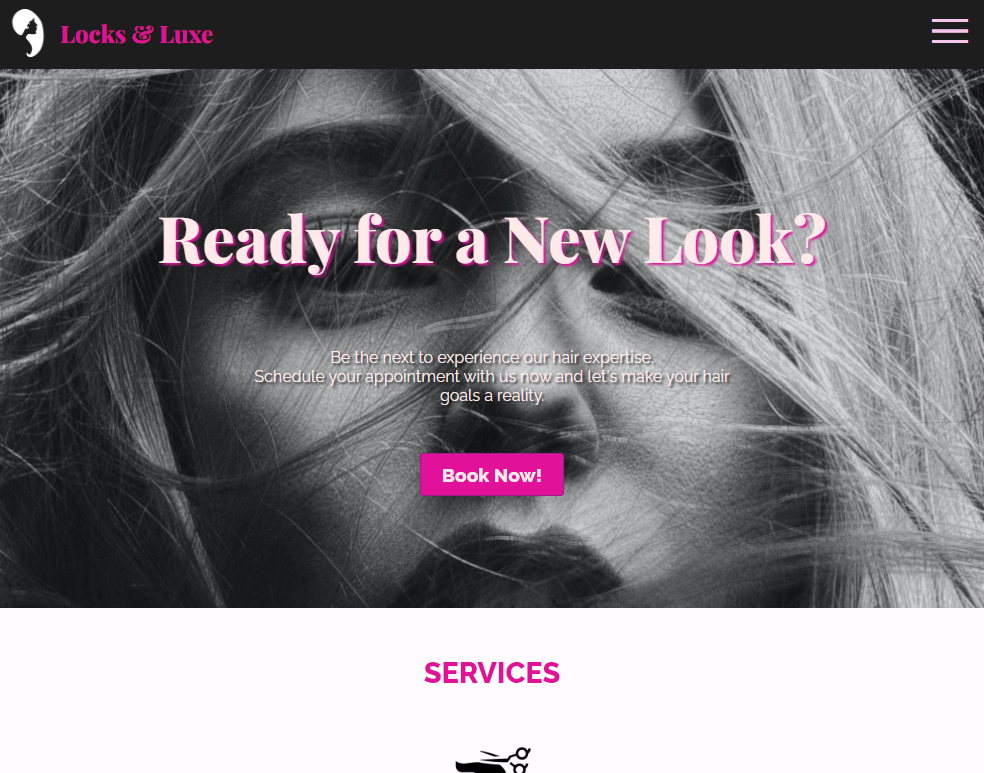 Locks & Luxe
Ready for a New Look?
Be the next to experience our hair expertise.
Schedule your appointment with us now and let's make your hair
goals a reality.
Book Now!
SERVICES